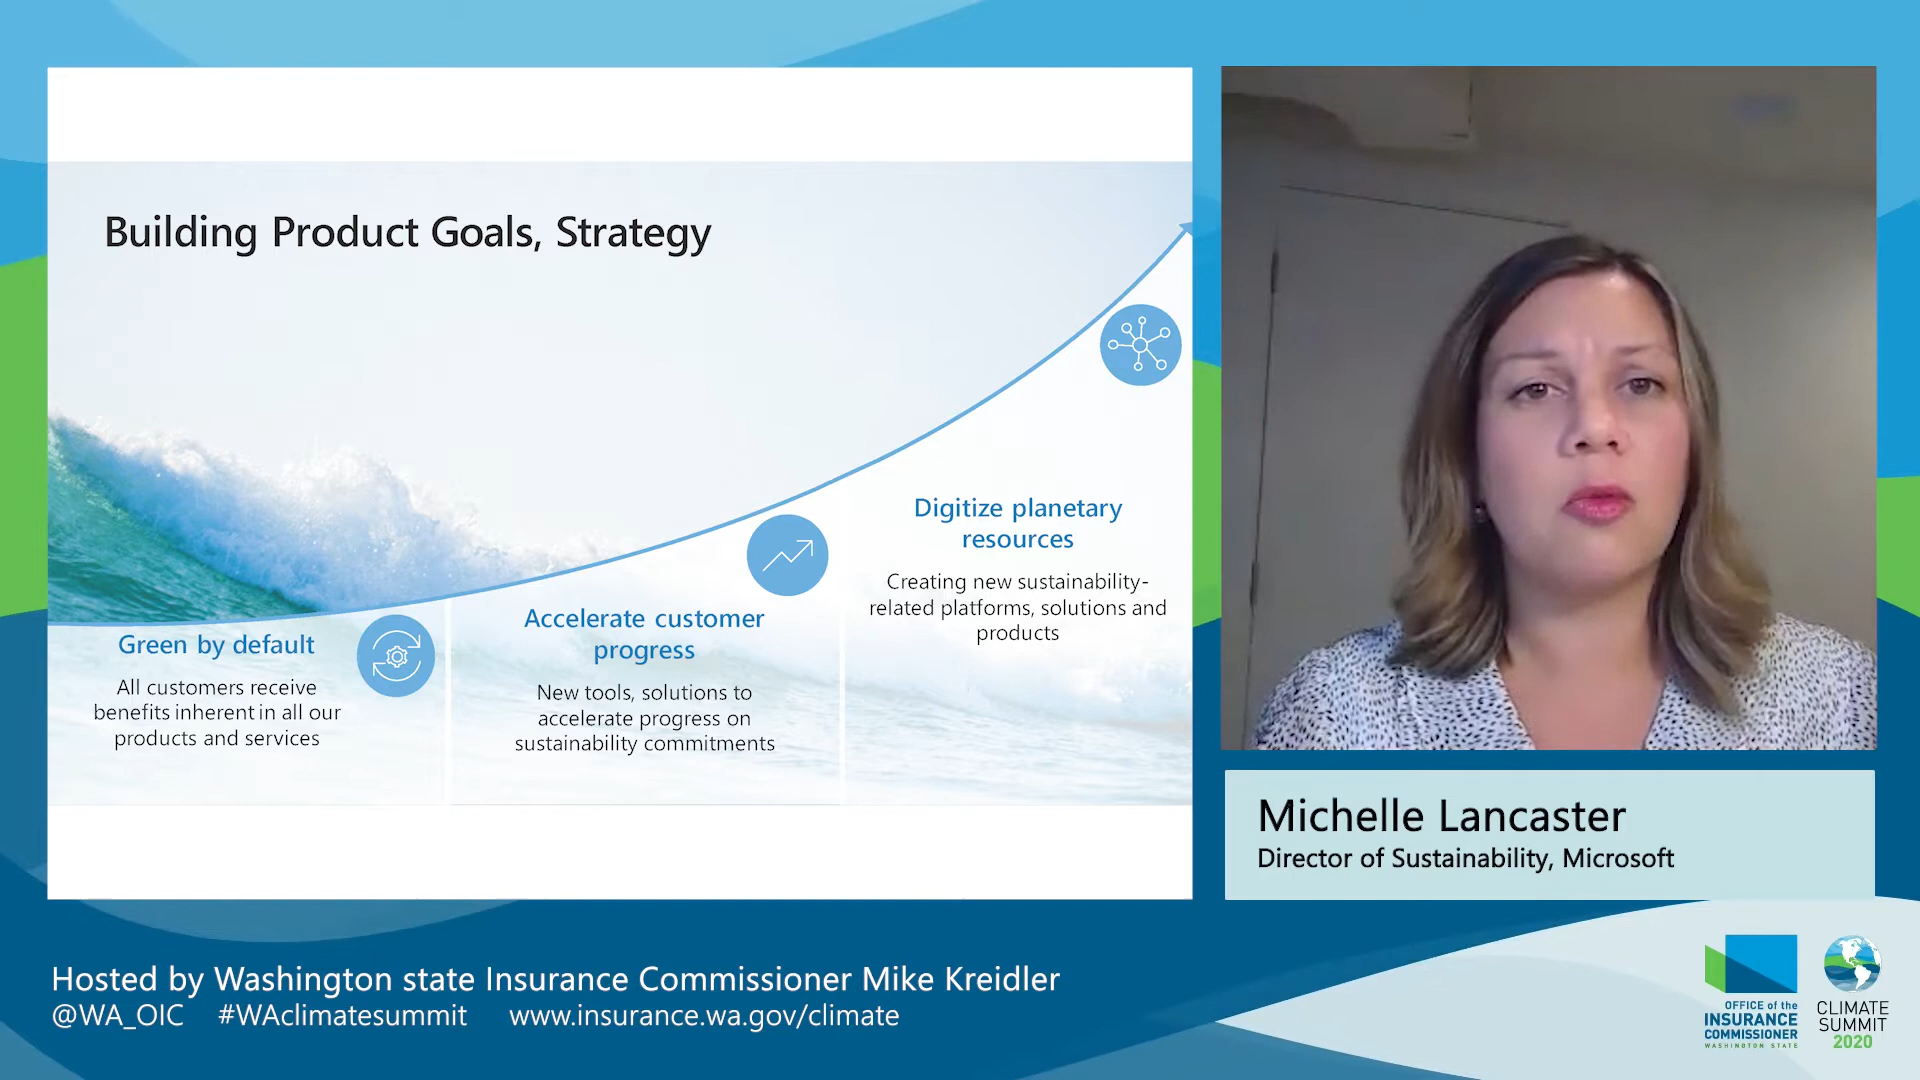 Building Product Goals, Strategy
Green by default
All customers receive
benefits inherent in all our
products and services
Accelerate customer
progress
New tools, solutions to
accelerate progress on
sustainability commitments
Digitize planetary
resources
Creating new sustainability-
related platforms, solutions and
products
Michelle Lancaster
Director of Sustainability, Microsoft
Hosted by Washington state Insurance Commissioner Mike Kreidler
@WA_OIC #WAclimatesummit www.insurance.wa.gov/climate
OFFICE of the
INSURANCE
COMMISSIONER
WASHINGTON STATE
CLIMATE
SUMMIT
2020